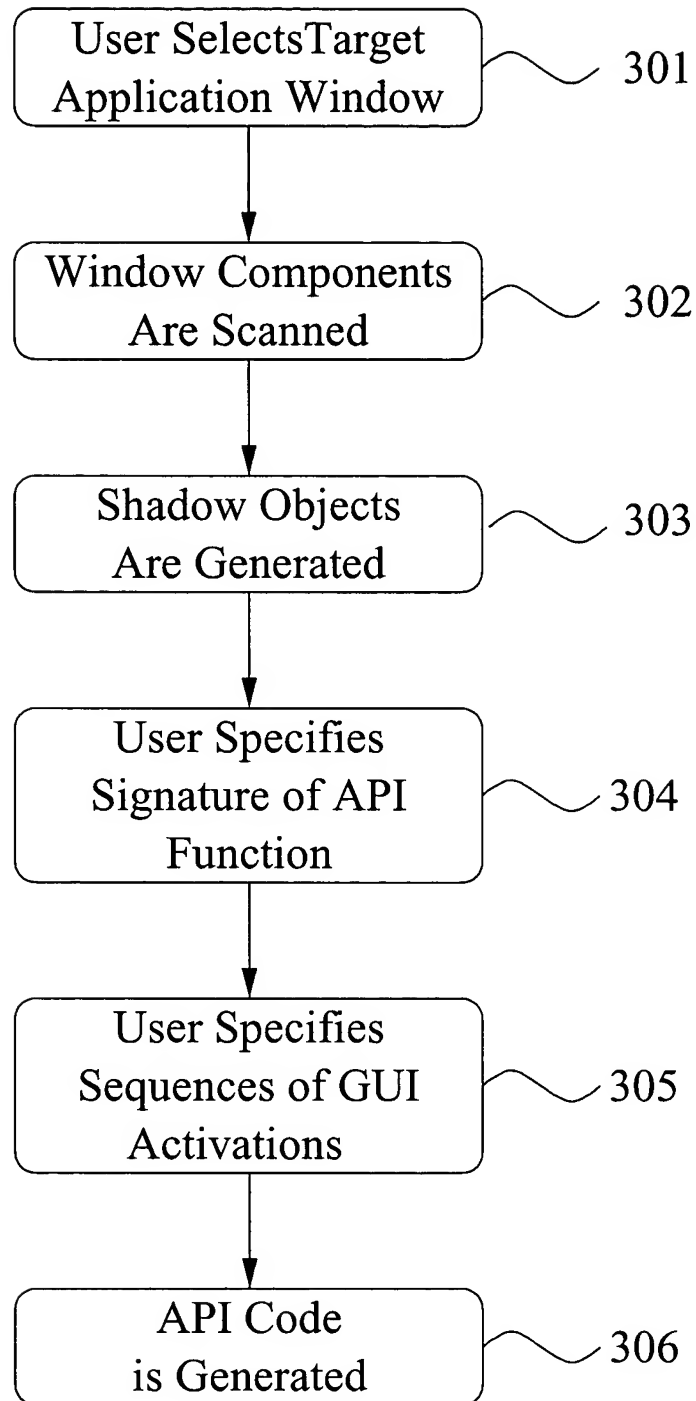 User SelectsTarget
Application Window
301
Window Components
Are Scanned
302
Shadow Objects
Are Generated
303
User Specifies
Signature of API
Function
304
User Specifies
Sequences of GUI
Activations
305
API Code
is Generated
306